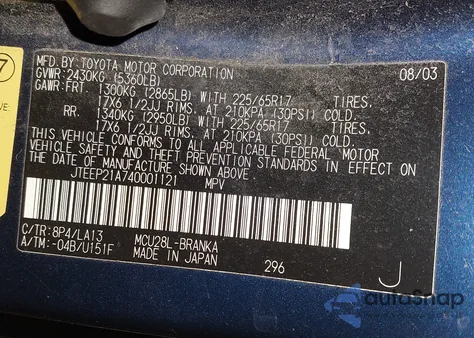 7
MFD. BY: TOYOTA MOTOR CORPORATION 08/03
GVWR: 2430KG (5360LB)
GAWR: FRT. 1300KG (2865LB) WITH 225/65R17 TIRES,
17X6 1/2JJ RIMS, AT 210KPA (30PSI) COLD.
RR. 1340KG (2950LB) WITH 225/65R17 TIRES,
17X6 1/2JJ RIMS, AT 210KPA (30PSI) COLD.
THIS VEHICLE CONFORMS TO ALL APPLICABLE FEDERAL MOTOR
VEHICLE SAFETY AND THEFT PREVENTION STANDARDS IN EFFECT ON
THE DATE OF MANUFACTURE SHOWN ABOVE.
JTEEP21A740001121 MPV
C/TR: 8P4/LA13 MCU28L-BRANKA
A/TM: -04B/U151F MADE IN JAPAN 296 J
autoSnap